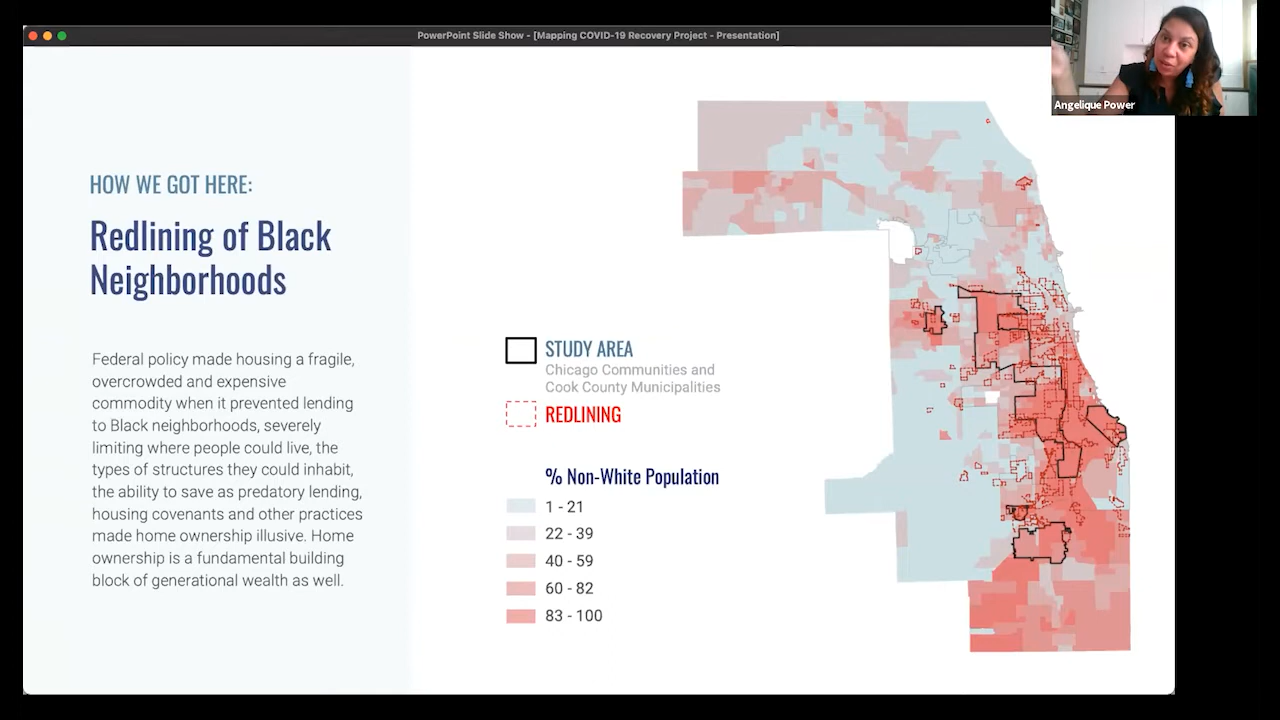 PowerPoint Slide Show - [Mapping COVID-19 Recovery Project - Presentation]
Angelique Power
HOW WE GOT HERE:
Redlining of Black
Neighborhoods
Federal policy made housing a fragile,
overcrowded and expensive
commodity when it prevented lending
to Black neighborhoods, severely
limiting where people could live, the
types of structures they could inhabit,
the ability to save as predatory lending,
housing covenants and other practices
made home ownership illusive. Home
ownership is a fundamental building
block of generational wealth as well.
STUDY AREA
Chicago Communities and
Cook County Municipalities
REDLINING
% Non-White Population
1 - 21
22 - 39
40 - 59
60 - 82
83 - 100